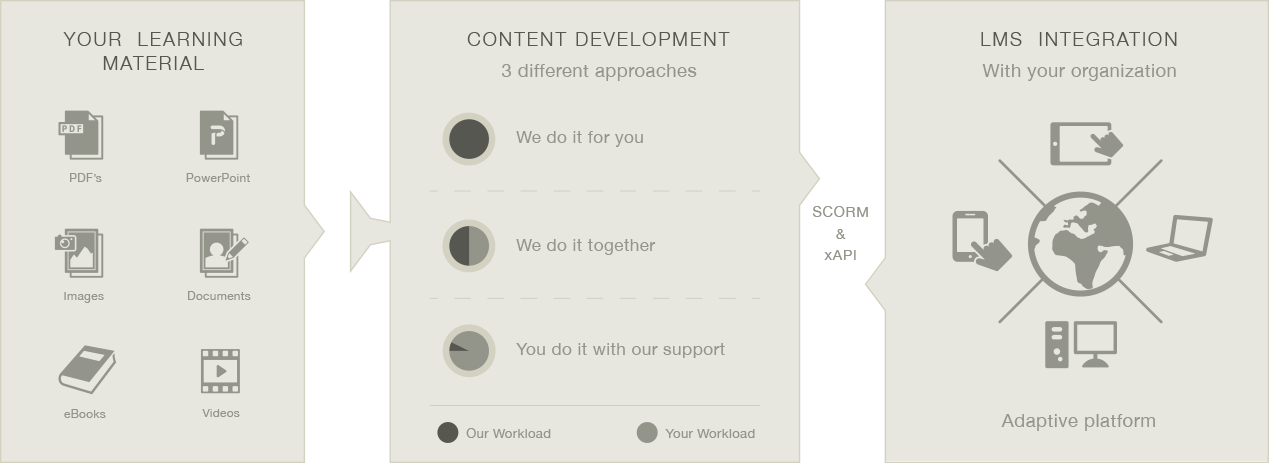 YOUR LEARNING
MATERIAL
PDF
P
PDF's
PowerPoint
Images
Documents
eBooks
Videos
CONTENT DEVELOPMENT
3 different approaches
We do it for you
We do it together
You do it with our support
Our Workload
Your Workload
SCORM
&
xAPI
LMS INTEGRATION
With your organization
Adaptive platform